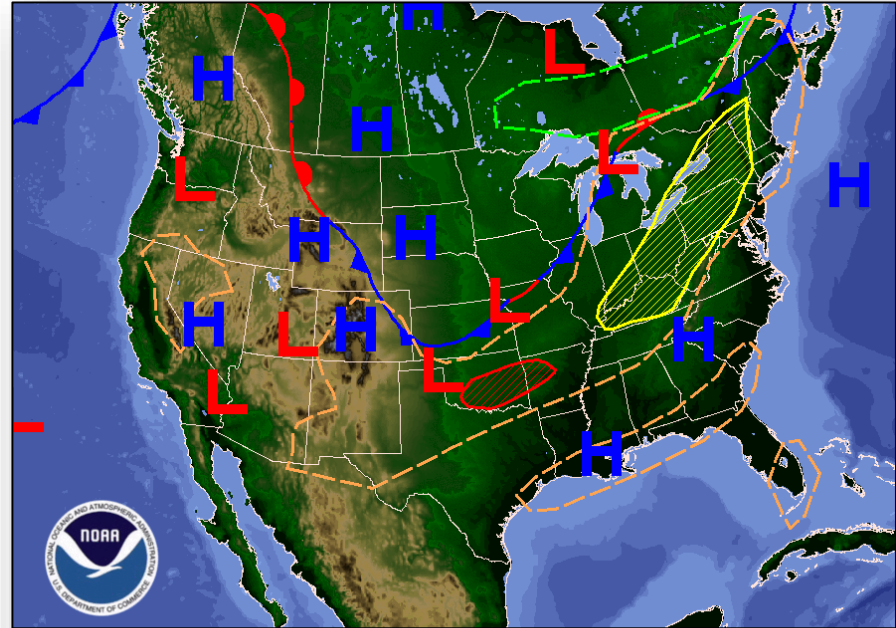 H
H
L
H
L
L
H
H
H
H
L
L
H
H
L
H
L
L
H
NOAA
NATIONAL OCEANIC AND ATMOSPHERIC ADMINISTRATION
U.S. DEPARTMENT OF COMMERCE